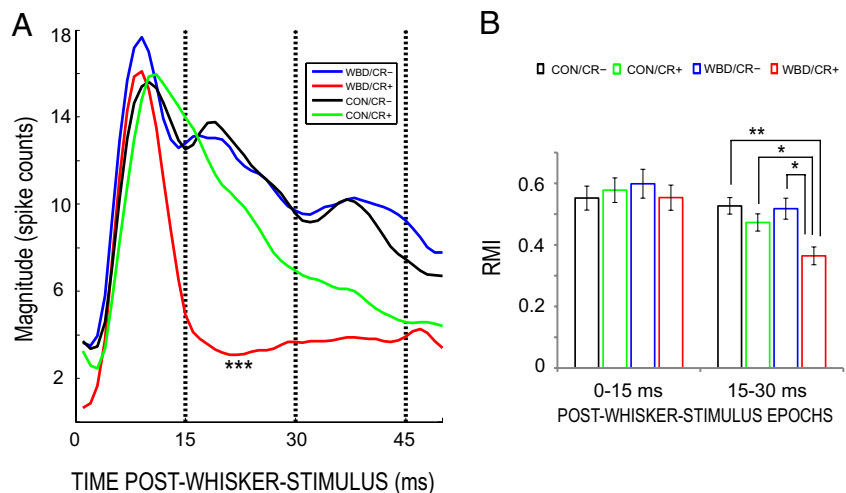 A
18
14
10
6
2
0
15
30
45
Magnitude (spike counts)
TIME POST-WHISKER-STIMULUS (ms)
WBD/CR−
WBD/CR+
CON/CR−
CON/CR+
***
B
CON/CR− CON/CR+ WBD/CR− WBD/CR+
**
*
*
0.6
0.4
0.2
0
RMI
0-15 ms
15-30 ms
POST-WHISKER-STIMULUS EPOCHS